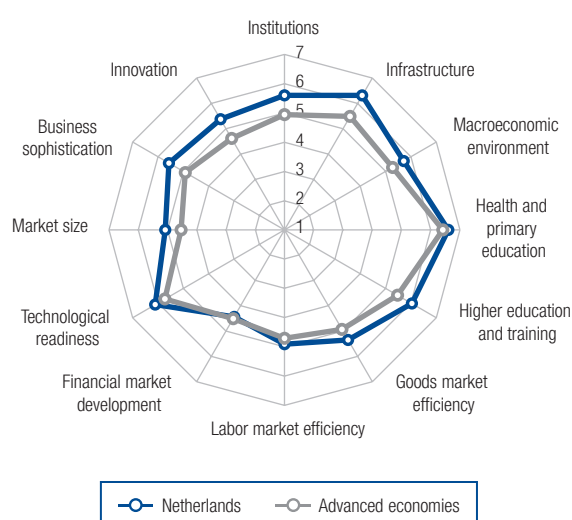 Institutions
7
6
5
4
3
2
1
Innovation
Infrastructure
Business
sophistication
Macroeconomic
environment
Market size
Health and
primary
education
Technological
readiness
Higher education
and training
Financial market
development
Goods market
efficiency
Labor market efficiency
Netherlands
Advanced economies